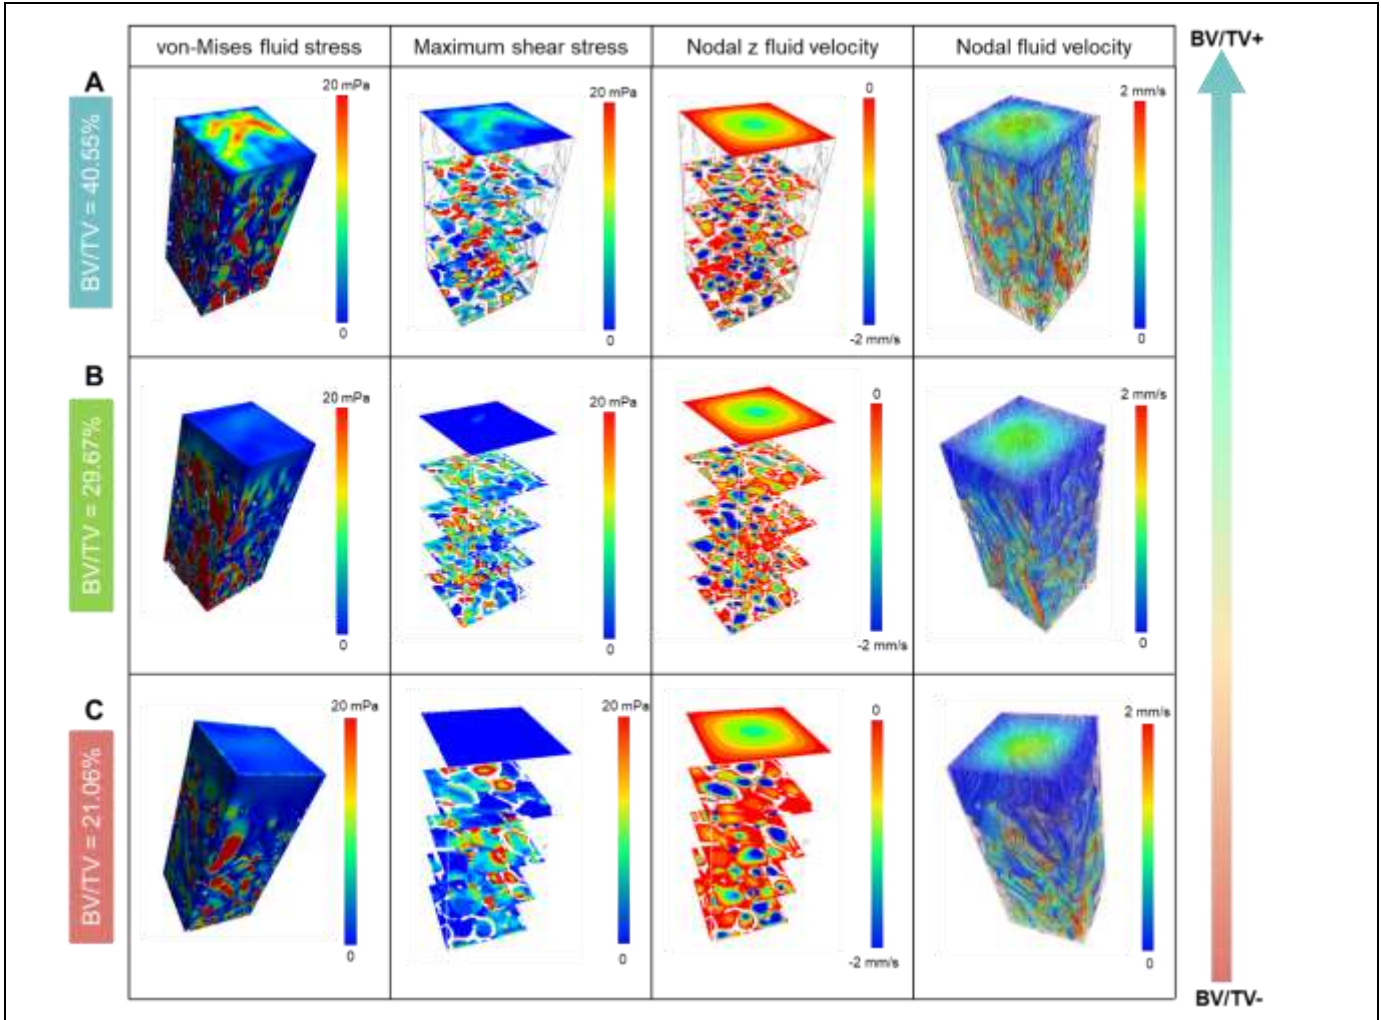 von-Mises fluid stress
Maximum shear stress
Nodal z fluid velocity
Nodal fluid velocity
BV/TV+
A
BV/TV = 40.55%
20 mPa
0
20 mPa
0
0
-2 mm/s
2 mm/s
0
B
BV/TV = 29.67%
20 mPa
0
20 mPa
0
0
-2 mm/s
2 mm/s
0
C
BV/TV = 21.06%
20 mPa
0
20 mPa
0
0
-2 mm/s
2 mm/s
0
BV/TV-